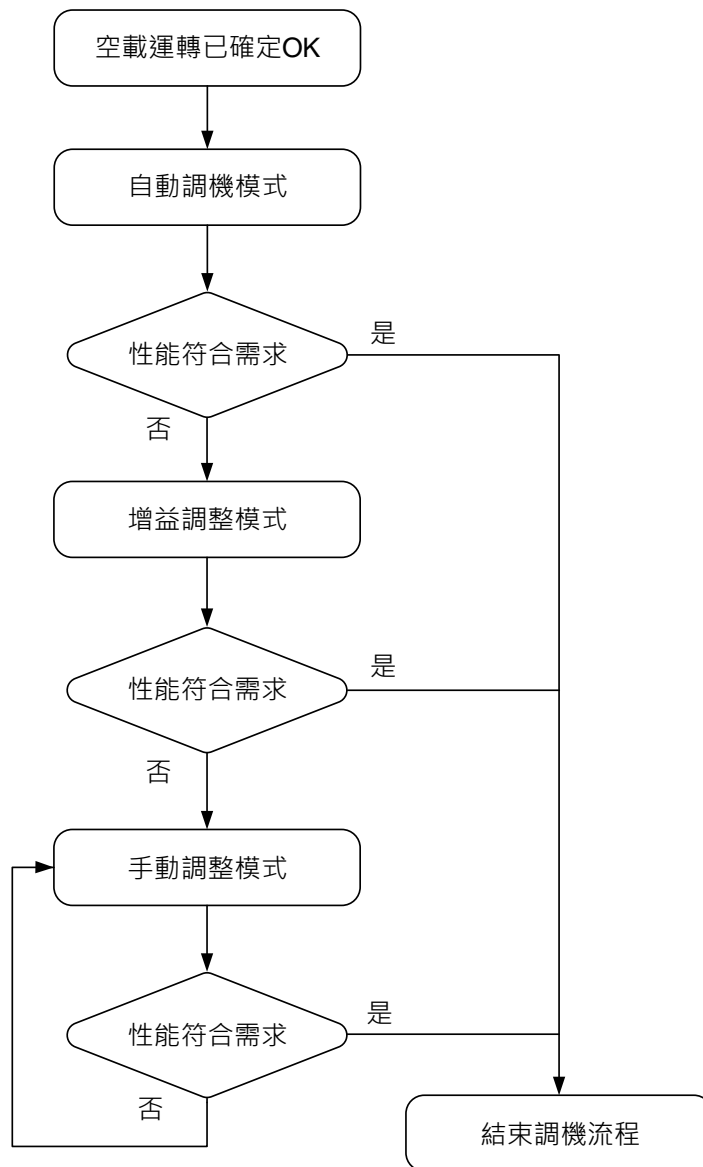 空載運轉已確定OK
自動調機模式
性能符合需求
是
否
增益調整模式
性能符合需求
是
否
手動調整模式
性能符合需求
是
否
結束調機流程